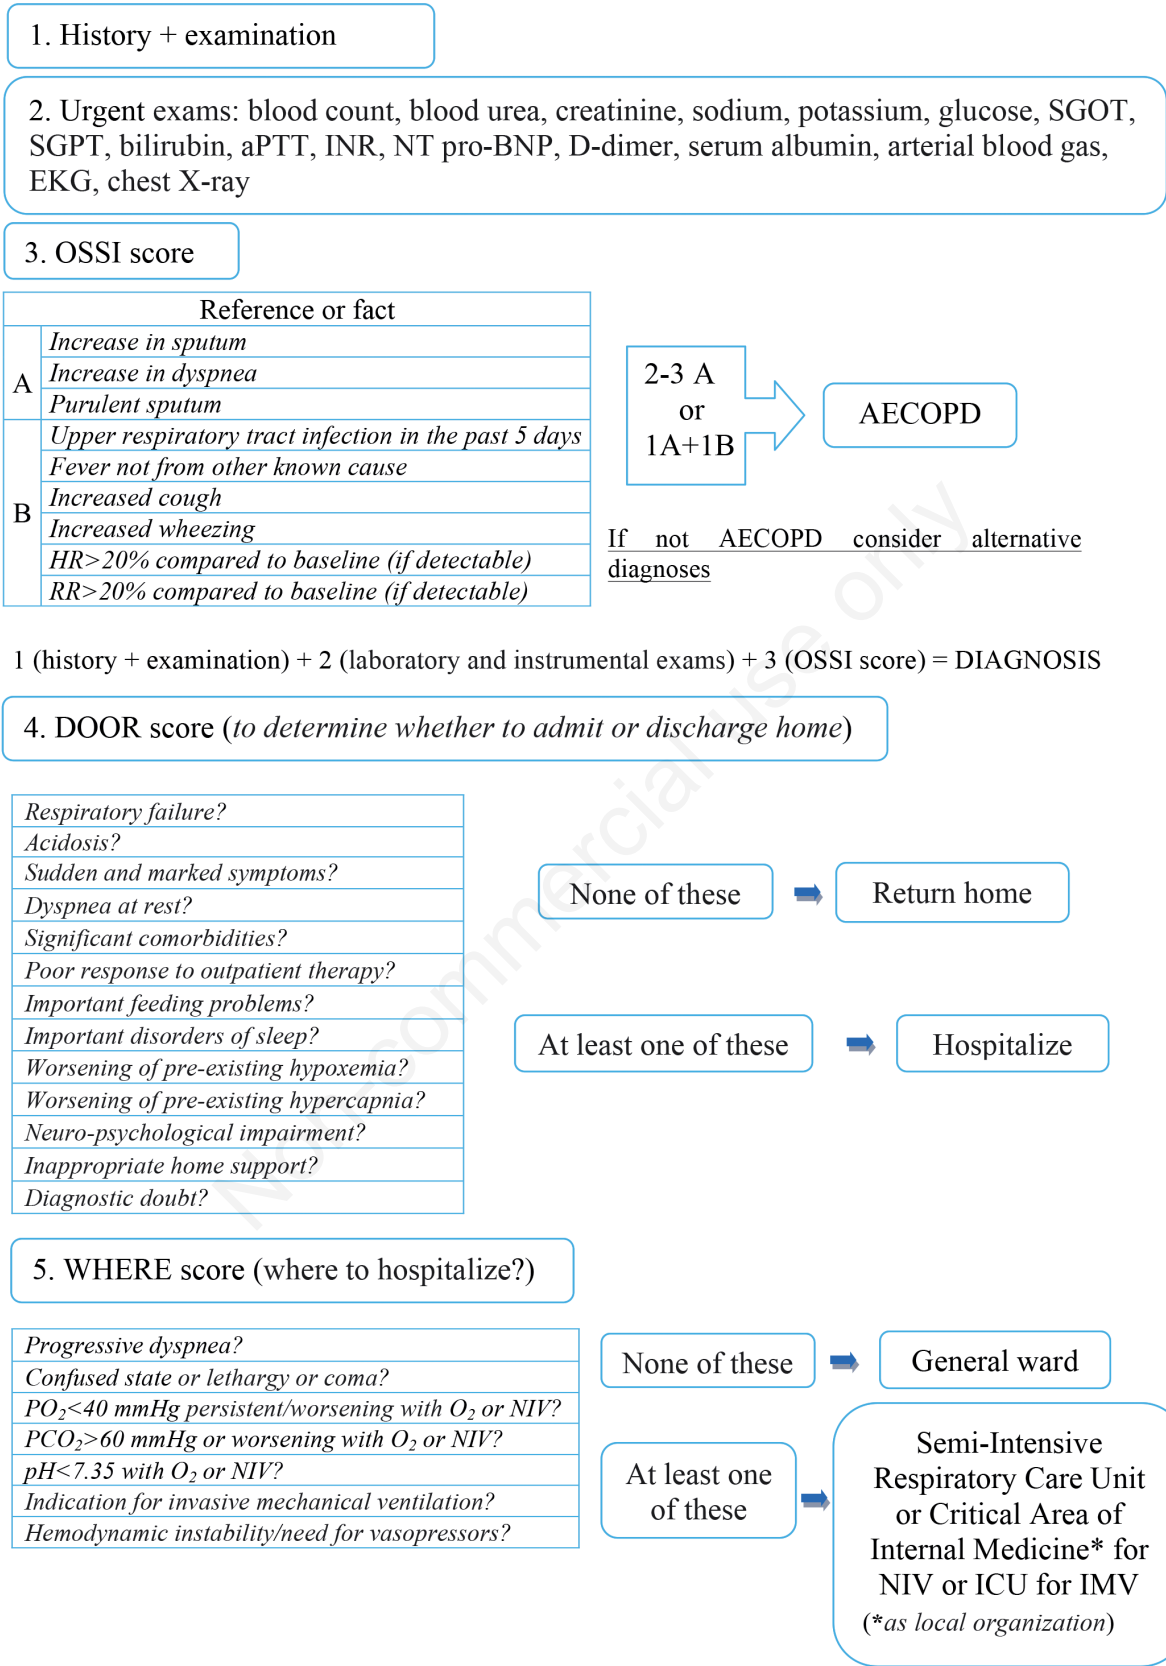 1. History + examination
2. Urgent exams: blood count, blood urea, creatinine, sodium, potassium, glucose, SGOT,
SGPT, bilirubin, aPTT, INR, NT pro-BNP, D-dimer, serum albumin, arterial blood gas,
EKG, chest X-ray
3. OSSI score
Reference or fact
A
Increase in sputum
Increase in dyspnea
Purulent sputum
B
Upper respiratory tract infection in the past 5 days
Fever not from other known cause
Increased cough
Increased wheezing
HR>20% compared to baseline (if detectable)
RR>20% compared to baseline (if detectable)
2-3 A
or
1A+1B
AECOPD
If not AECOPD consider alternative
diagnoses
1 (history + examination) + 2 (laboratory and instrumental exams) + 3 (OSSI score) = DIAGNOSIS
4. DOOR score (to determine whether to admit or discharge home)
Respiratory failure?
Acidosis?
Sudden and marked symptoms?
Dyspnea at rest?
Significant comorbidities?
Poor response to outpatient therapy?
Important feeding problems?
Important disorders of sleep?
Worsening of pre-existing hypoxemia?
Worsening of pre-existing hypercapnia?
Neuro-psychological impairment?
Inappropriate home support?
Diagnostic doubt?
None of these
Return home
At least one of these
Hospitalize
5. WHERE score (where to hospitalize?)
Progressive dyspnea?
Confused state or lethargy or coma?
PO₂<40 mmHg persistent/worsening with O₂ or NIV?
PCO₂>60 mmHg or worsening with O₂ or NIV?
pH<7.35 with O₂ or NIV?
Indication for invasive mechanical ventilation?
Hemodynamic instability/need for vasopressors?
None of these
General ward
At least one
of these
Semi-Intensive
Respiratory Care Unit
or Critical Area of
Internal Medicine* for
NIV or ICU for IMV
(*as local organization)
Non-commercial use only